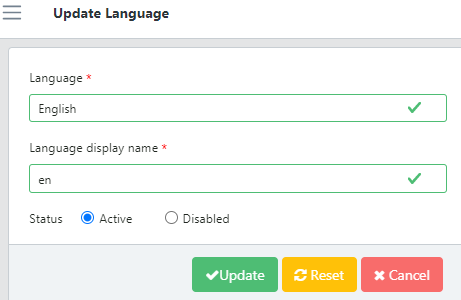 Update Language
Language *
English
Language display name *
en
Status Active Disabled
Update Reset Cancel